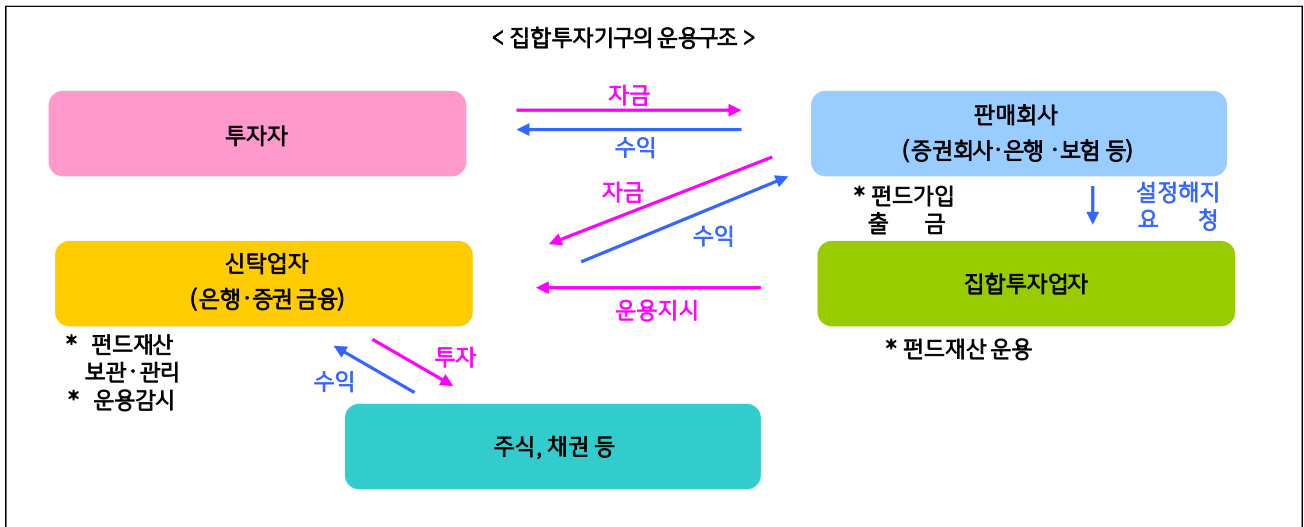 < 집합투자기구의 운용구조 >
투자자
자금
수익
판매회사
(증권회사·은행 ·보험 등)
자금
수익
* 펀드가입
출 금
설정해지
요 청
신탁업자
(은행·증권 금융)
운용지시
집합투자업자
* 펀드재산
보관·관리
* 운용감시
* 펀드재산 운용
수익
투자
주식, 채권 등